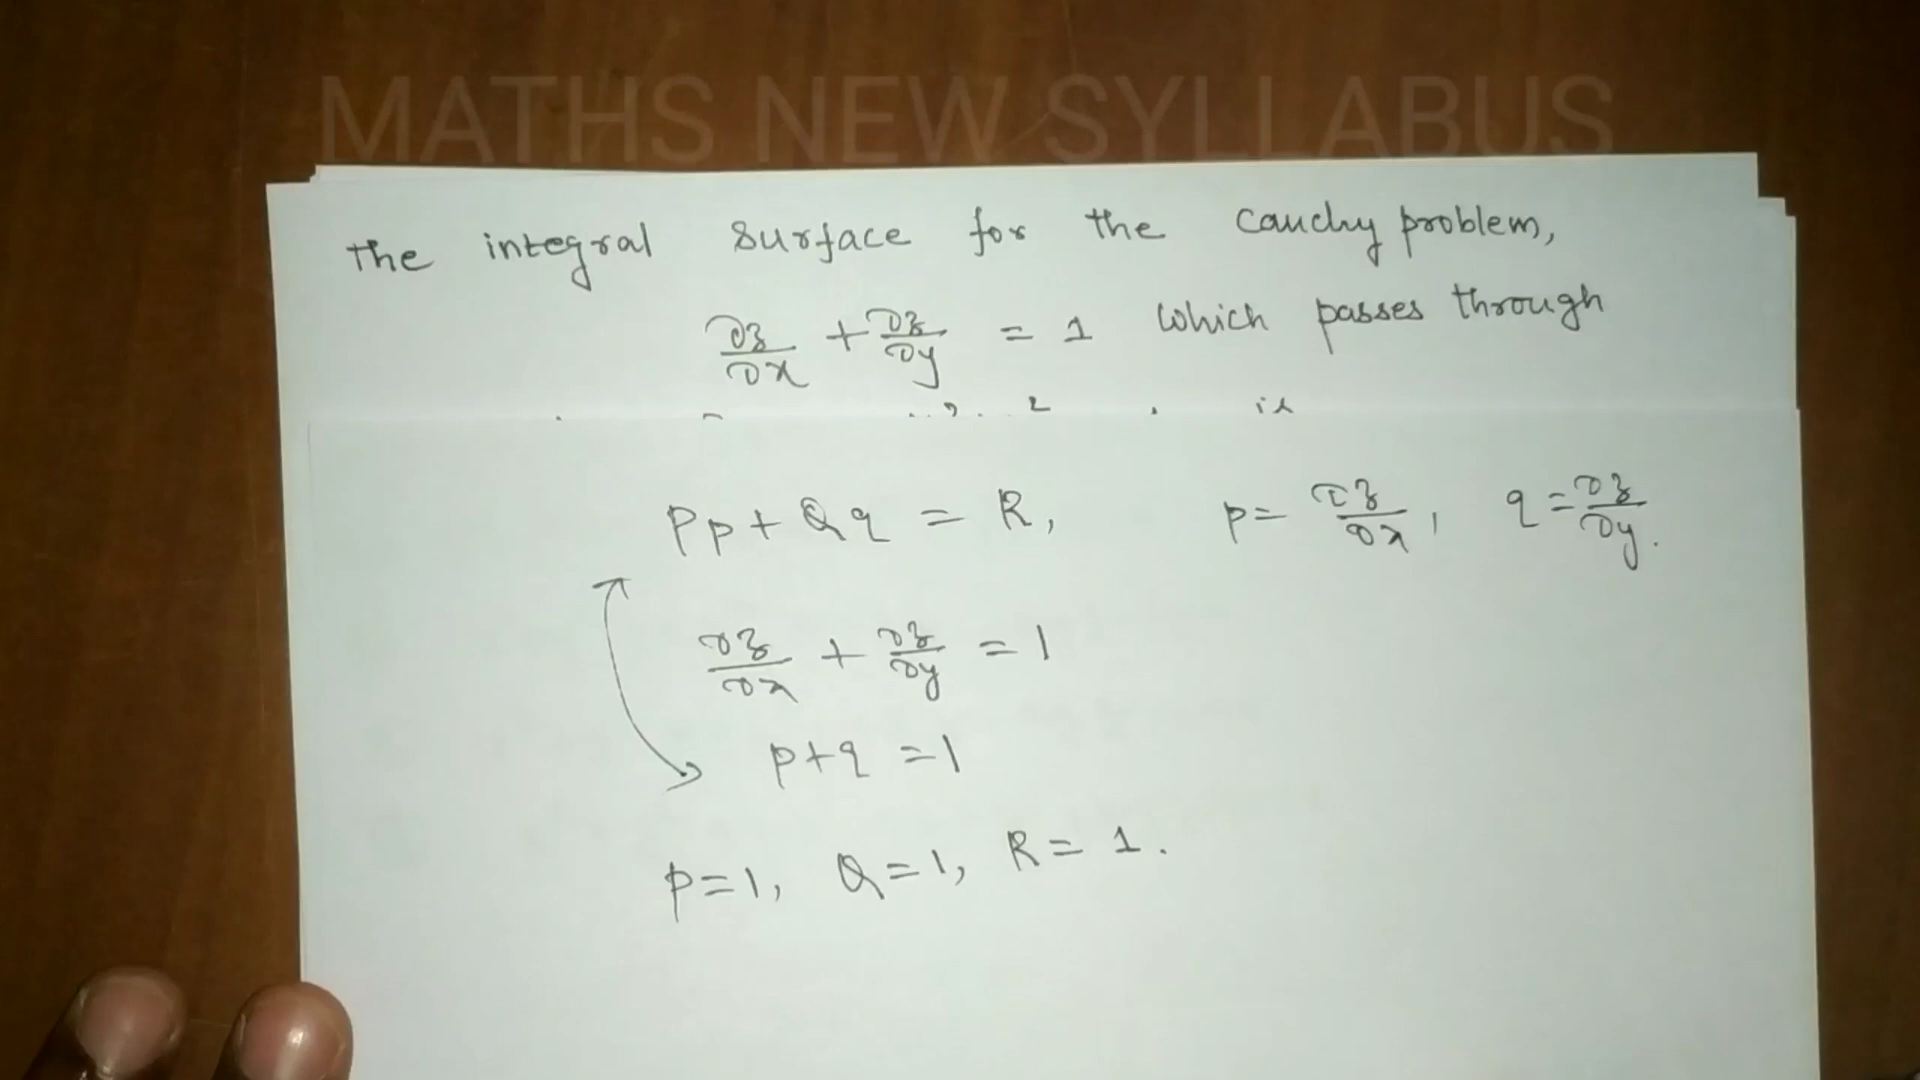 MATHS NEW SYLLABUS
The integral surface for the Cauchy problem,
∂z/∂x + ∂z/∂y = 1 which passes through
is
Pp + Qq = R, p = ∂z/∂x, q = ∂z/∂y.
∂z/∂x + ∂z/∂y = 1
p+q = 1
P=1, Q=1, R=1.